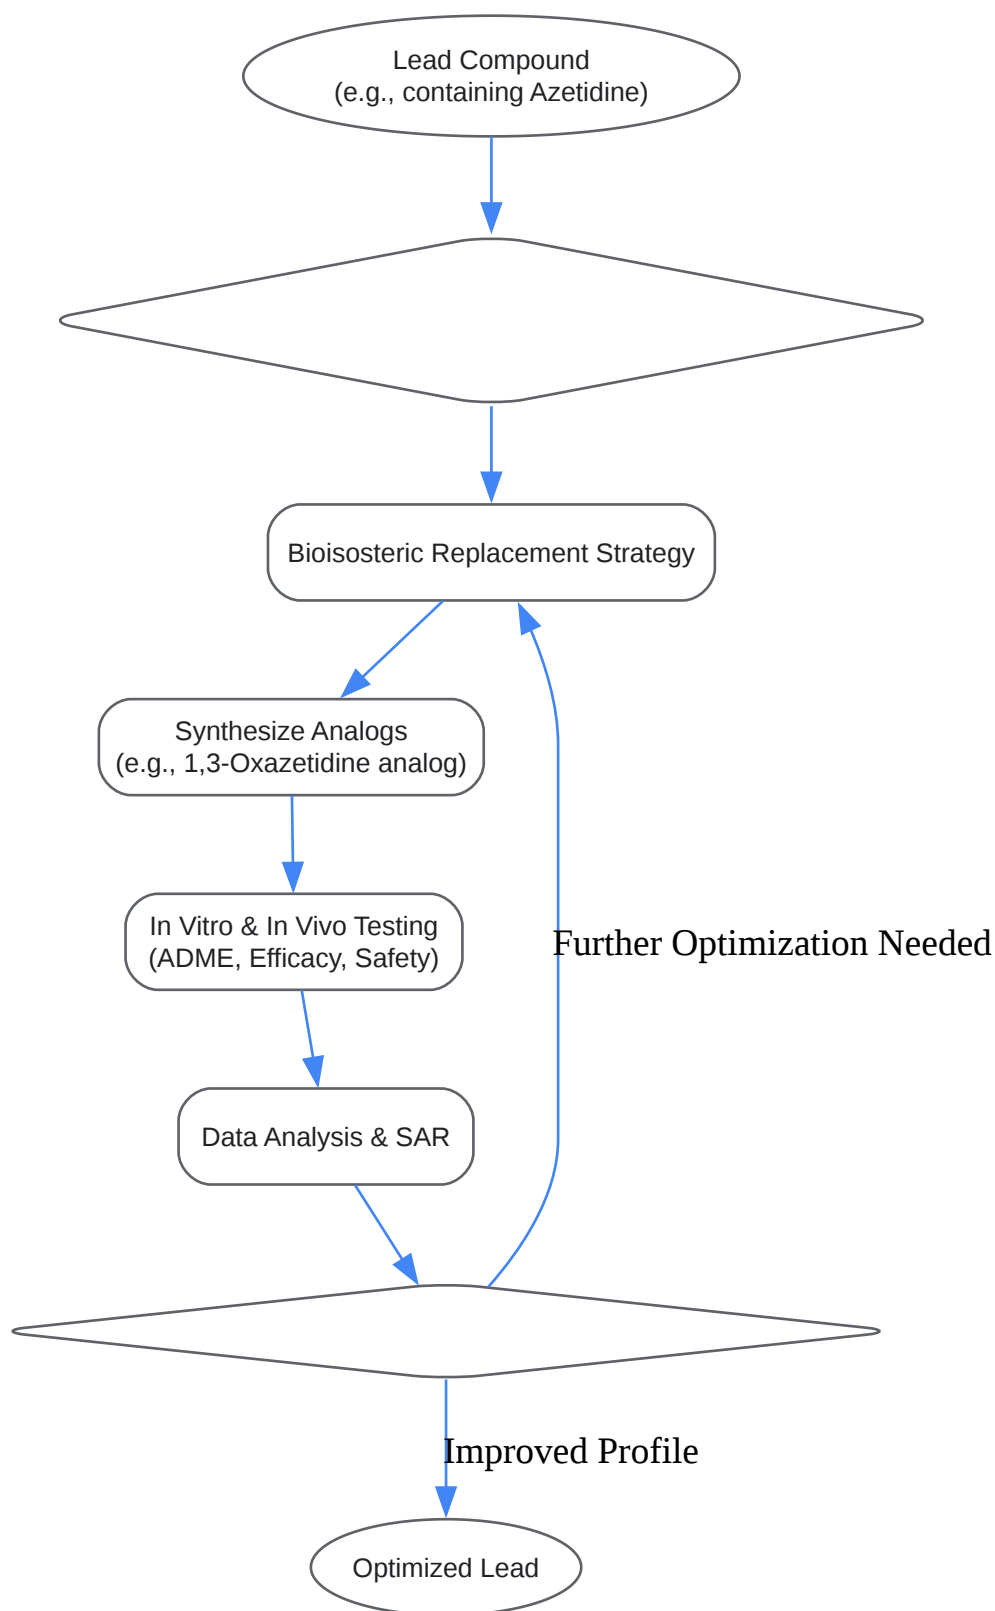 Lead Compound
(e.g., containing Azetidine)
Bioisosteric Replacement Strategy
Synthesize Analogs
(e.g., 1,3-Oxazetidine analog)
In Vitro & In Vivo Testing
(ADME, Efficacy, Safety)
Further Optimization Needed
Data Analysis & SAR
Improved Profile
Optimized Lead